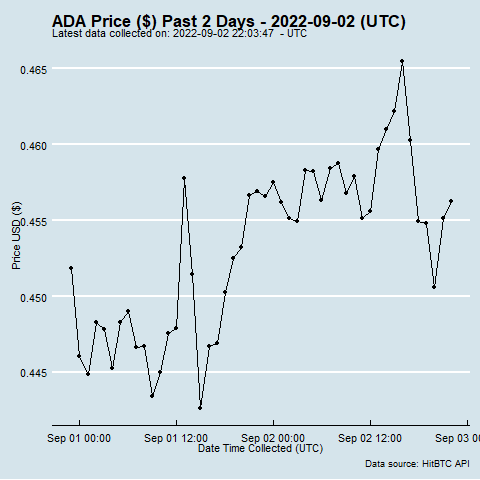 ADA Price ($) Past 2 Days - 2022-09-02 (UTC)
Latest data collected on: 2022-09-02 22:03:47  - UTC
0.465
0.460
0.455
0.450
0.445
Price USD ($)
Sep 01 00:00
Sep 01 12:00
Sep 02 00:00
Sep 02 12:00
Sep 03 0
Date Time Collected (UTC)
Data source: HitBTC API